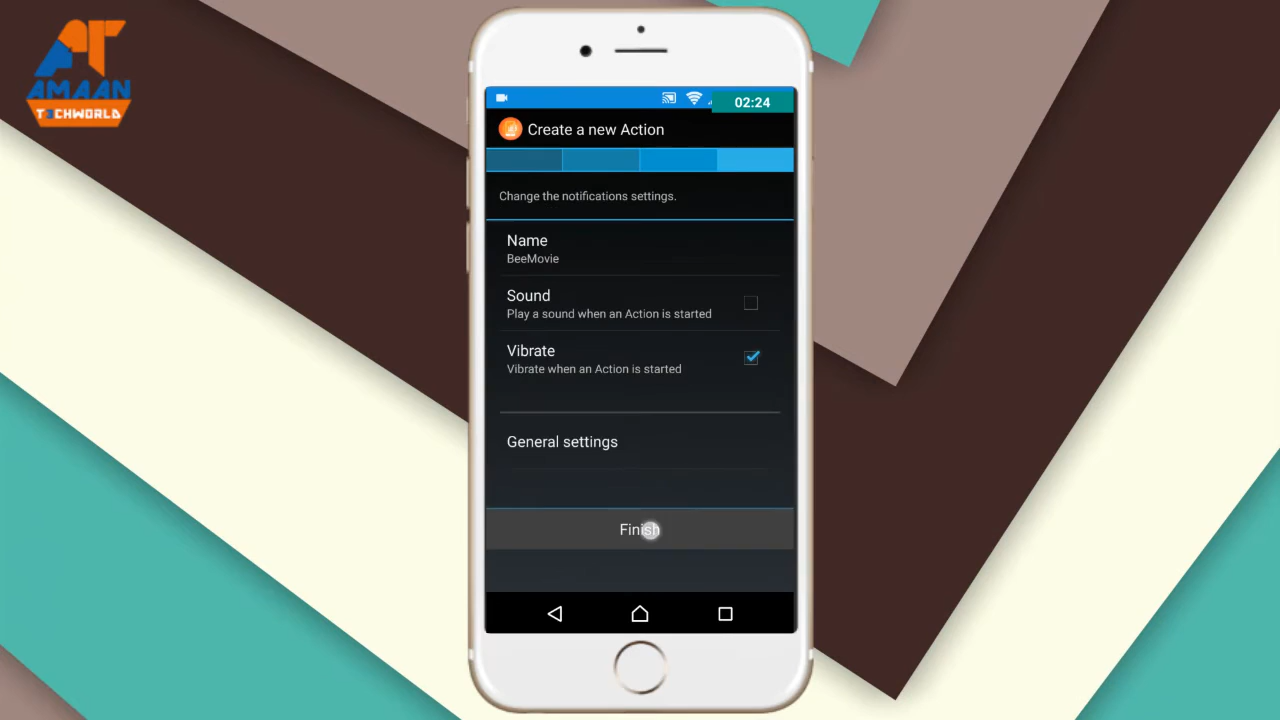 AMAAN
T3CHWORLD
02:24
Create a new Action
Change the notifications settings.
Name
BeeMovie
Sound
Play a sound when an Action is started
Vibrate
Vibrate when an Action is started
General settings
Finish